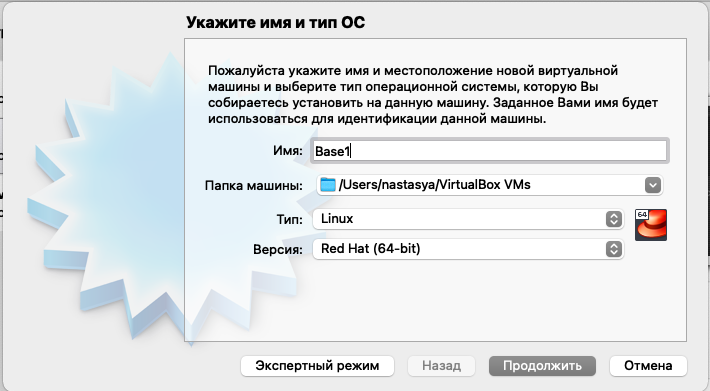 Укажите имя и тип ОС
Пожалуйста укажите имя и местоположение новой виртуальной
машины и выберите тип операционной системы, которую Вы
собираетесь установить на данную машину. Заданное Вами имя будет
использоваться для идентификации данной машины.
Имя: Base1
Папка машины: /Users/nastasya/VirtualBox VMs
Тип: Linux
64
Версия: Red Hat (64-bit)
Экспертный режим Назад Продолжить Отмена